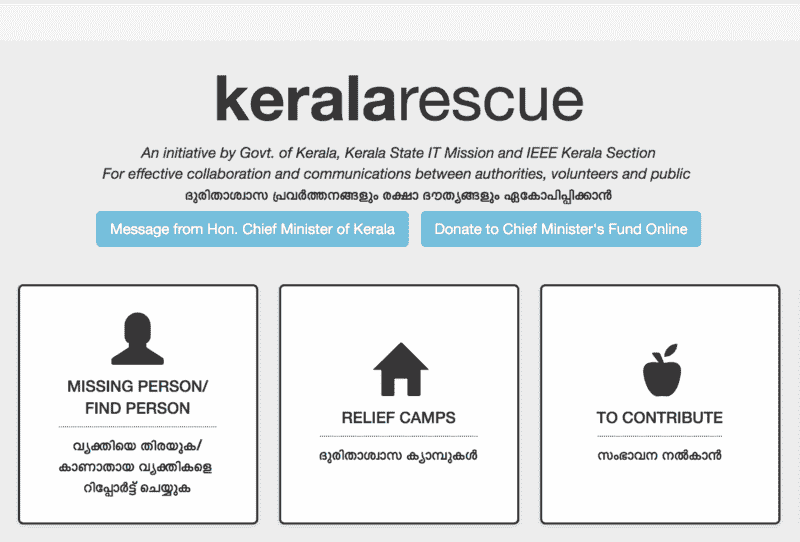 keralarescue
An initiative by Govt. of Kerala, Kerala State IT Mission and IEEE Kerala Section
For effective collaboration and communications between authorities, volunteers and public
ദുരിതാശ്വാസ പ്രവർത്തനങ്ങളും രക്ഷാ ദൗത്യങ്ങളും ഏകോപിപ്പിക്കാൻ
Message from Hon. Chief Minister of Kerala
Donate to Chief Minister's Fund Online
MISSING PERSON/
FIND PERSON
വ്യക്തിയെ തിരയുക/
കാണാതായ വ്യക്തികളെ
റിപ്പോർട്ട് ചെയ്യുക
RELIEF CAMPS
ദുരിതാശ്വാസ ക്യാമ്പുകൾ
TO CONTRIBUTE
സംഭാവന നൽകാൻ